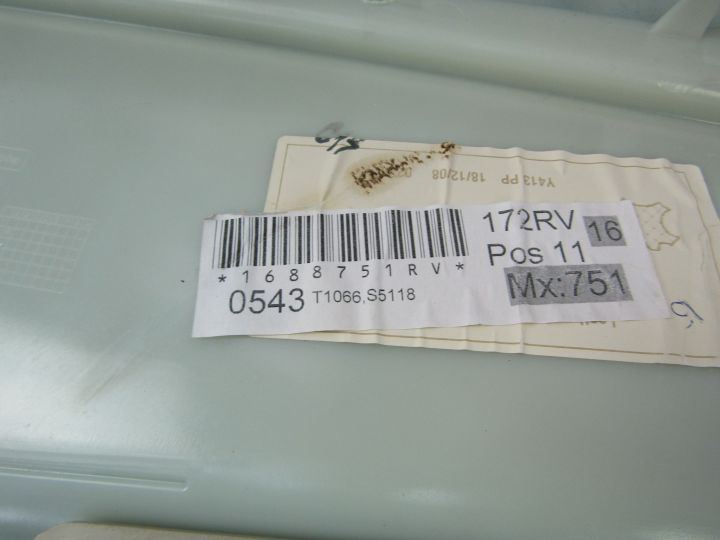 Y413 PP 18/12/08
172RV 16
*1688751RV*
Pos 11
0543 T1066,S5118
Mx:751